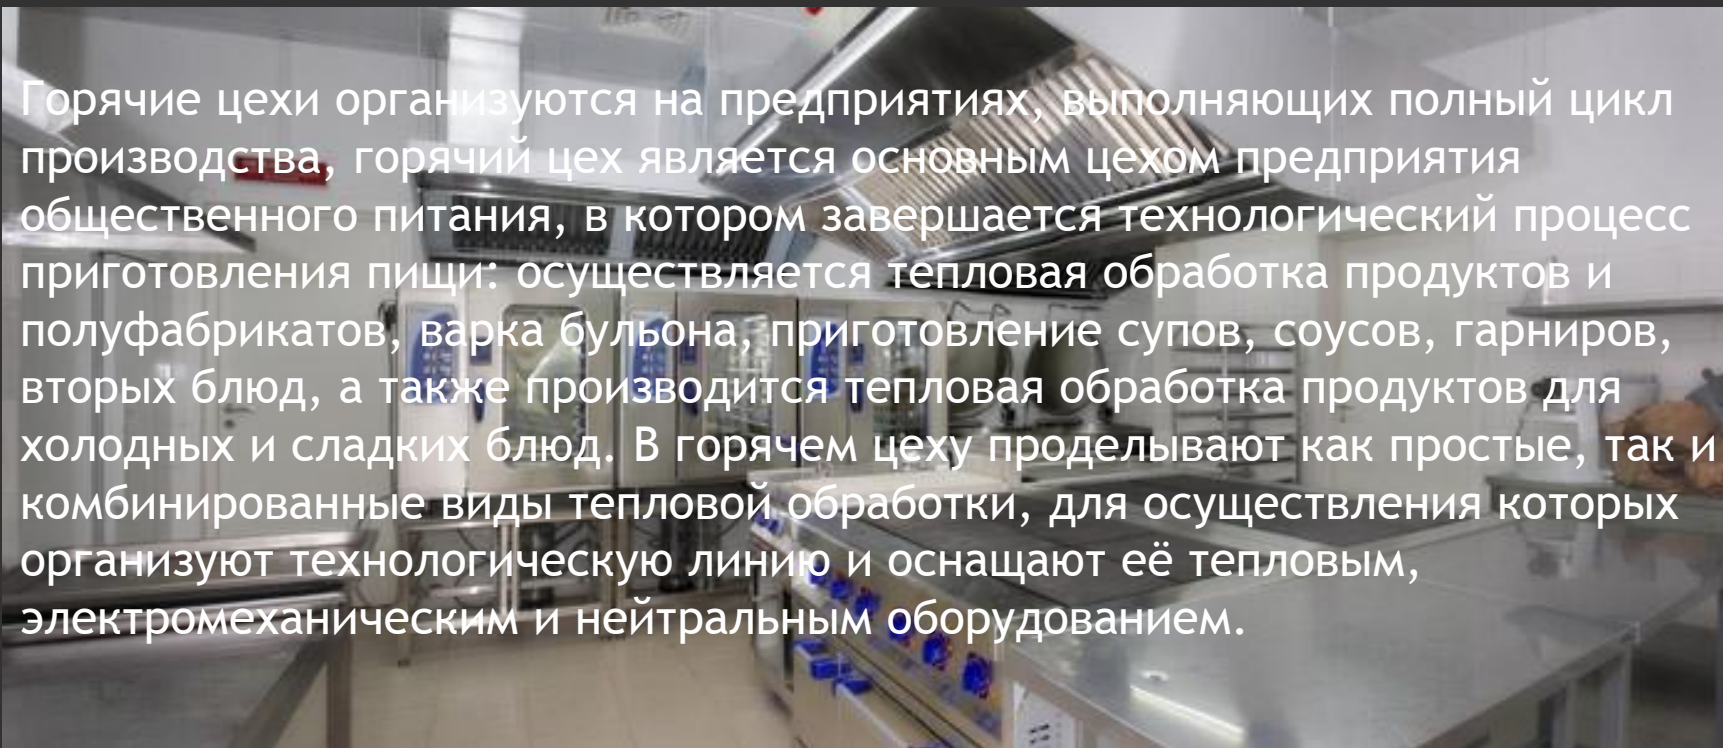 Горячие цехи организуются на предприятиях, выполняющих полный цикл
производства, горячий цех является основным цехом предприятия
общественного питания, в котором завершается технологический процесс
приготовления пищи: осуществляется тепловая обработка продуктов и
полуфабрикатов, варка бульона, приготовление супов, соусов, гарниров,
вторых блюд, а также производится тепловая обработка продуктов для
холодных и сладких блюд. В горячем цеху проделывают как простые, так и
комбинированные виды тепловой обработки, для осуществления которых
организуют технологическую линию и оснащают её тепловым,
электромеханическим и нейтральным оборудованием.